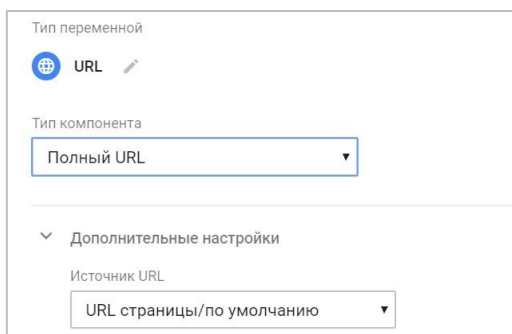 Тип переменной
URL
Тип компонента
Полный URL
Дополнительные настройки
Источник URL
URL страницы/по умолчанию